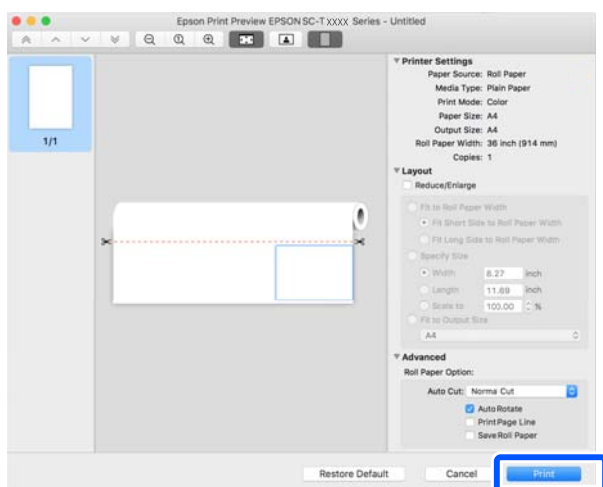 Epson Print Preview EPSON SC-T XXXX Series - Untitled
1/1
Printer Settings
Paper Source: Roll Paper
Media Type: Plain Paper
Print Mode: Color
Paper Size: A4
Output Size: A4
Roll Paper Width: 36 inch (914 mm)
Copies: 1
Layout
Reduce/Enlarge
Fit to Roll Paper Width
Fit Short Side to Roll Paper Width
Fit Long Side to Roll Paper Width
Specify Size
Width 8.27 inch
Length 11.69 inch
Scale to 100.00 %
Fit to Output Size
A4
Advanced
Roll Paper Option:
Auto Cut: Norma Cut
Auto Rotate
Print Page Line
Save Roll Paper
Restore Default Cancel Print